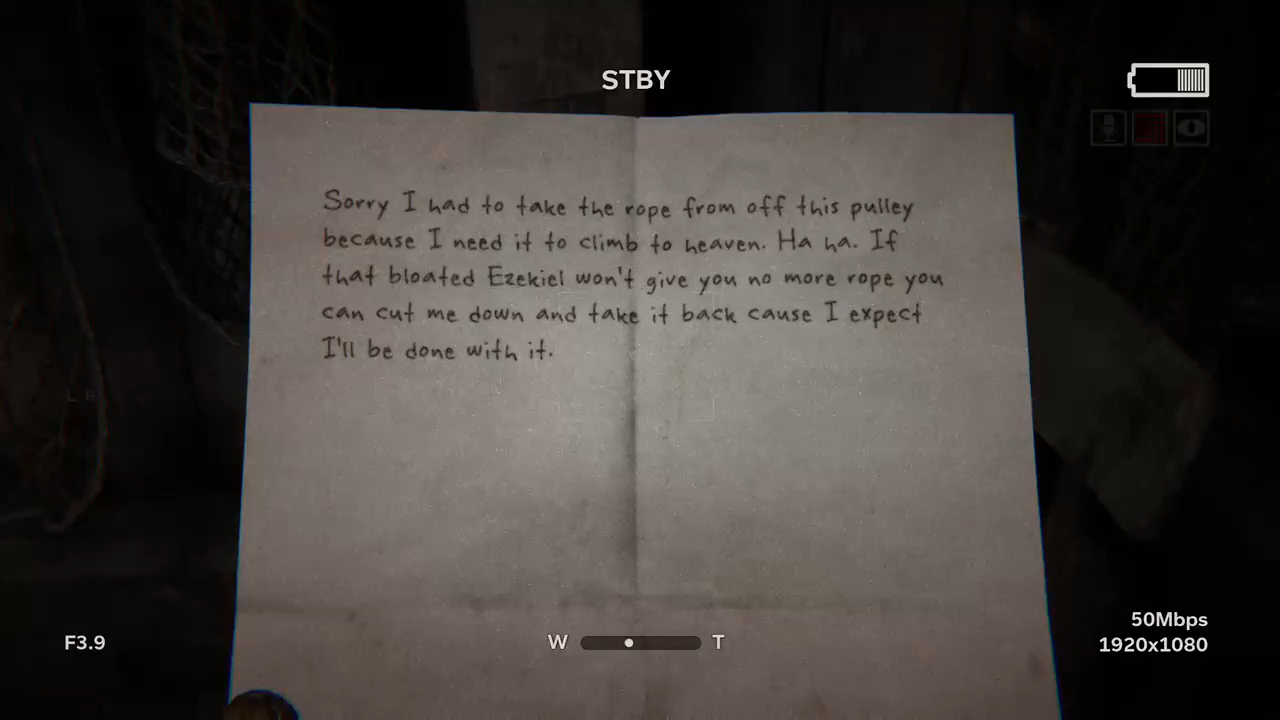 STBY
Sorry I had to take the rope from off this pulley
because I need it to climb to heaven. Ha ha. If
that bloated Ezekiel won't give you no more rope you
can cut me down and take it back cause I expect
I'll be done with it.
L R
F3.9
W T
50Mbps
1920x1080